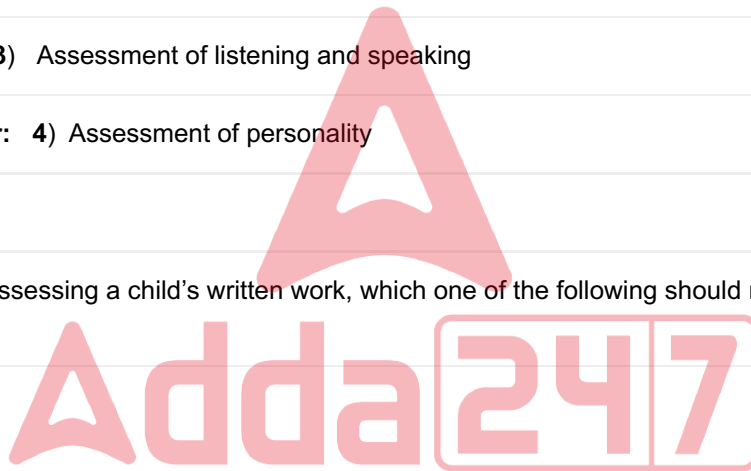 3) Assessment of listening and speaking
r: 4) Assessment of personality
ssessing a child's written work, which one of the following should
Adda247